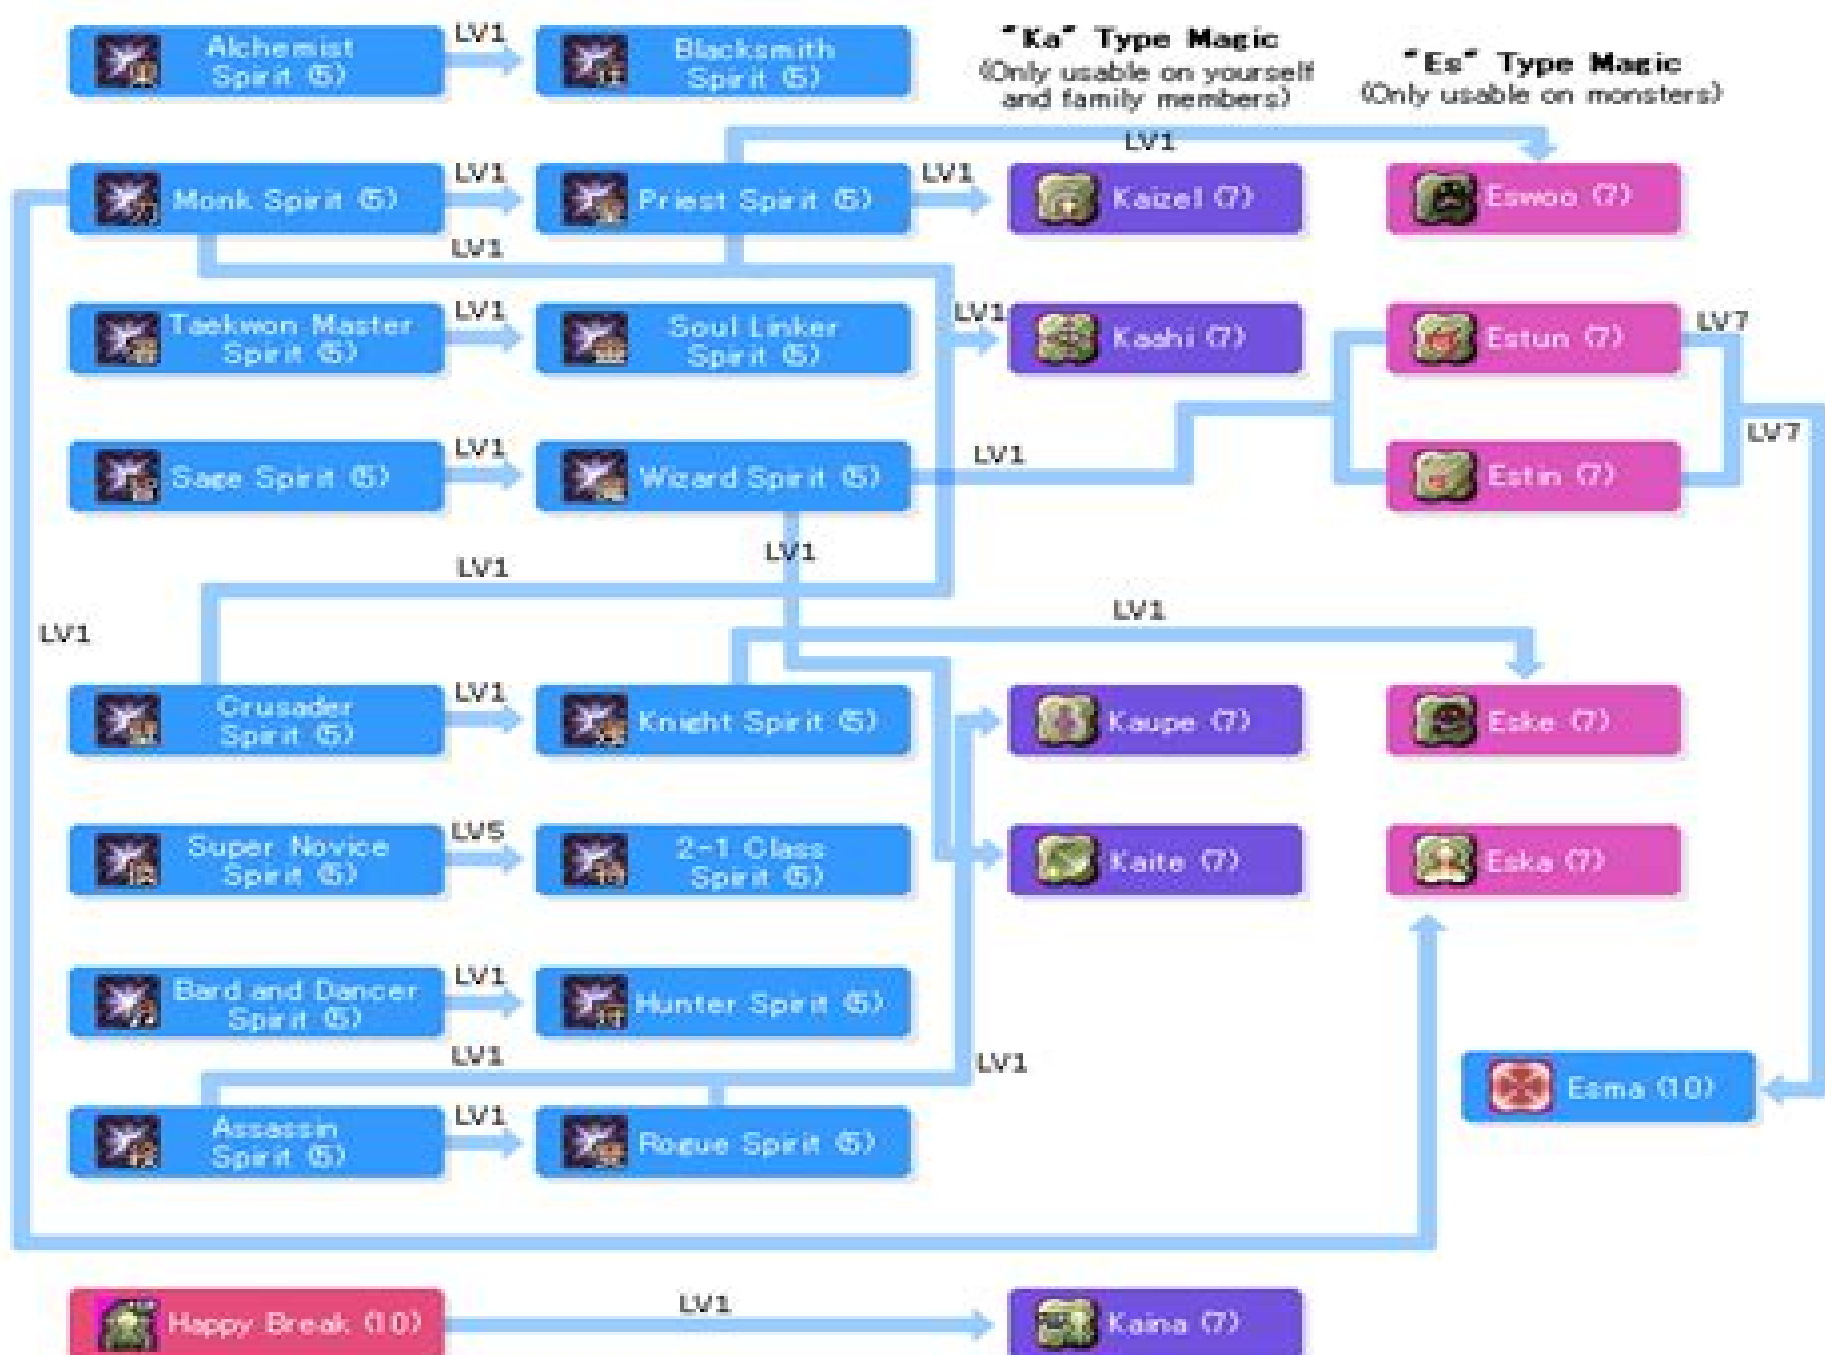 Alchemist
Spirit (5)
LV1
Blacksmith
Spirit (5)
"Ka" Type Magic
(Only usable on yourself
and family members)
"Es" Type Magic
(Only usable on monsters)
LV1
Monk Spirit (5)
LV1
Priest Spirit (5)
LV1
Kaizel (7)
Eswoo (7)
LV1
Taekwon Master
Spirit (5)
LV1
Soul Linker
Spirit (5)
LV1
Kaahi (7)
Estun (7)
LV7
Sage Spirit (5)
LV1
Wizard Spirit (5)
LV1
Estin (7)
LV7
LV1
LV1
LV1
LV1
Crusader
Spirit (5)
LV1
Knight Spirit (5)
Kaupe (7)
Eske (7)
Super Novice
Spirit (5)
LV5
2-1 Class
Spirit (5)
Kaite (7)
Eska (7)
Bard and Dancer
Spirit (5)
LV1
Hunter Spirit (5)
LV1
LV1
Esma (10)
Assassin
Spirit (5)
LV1
Rogue Spirit (5)
Happy Break (10)
LV1
Kaina (7)